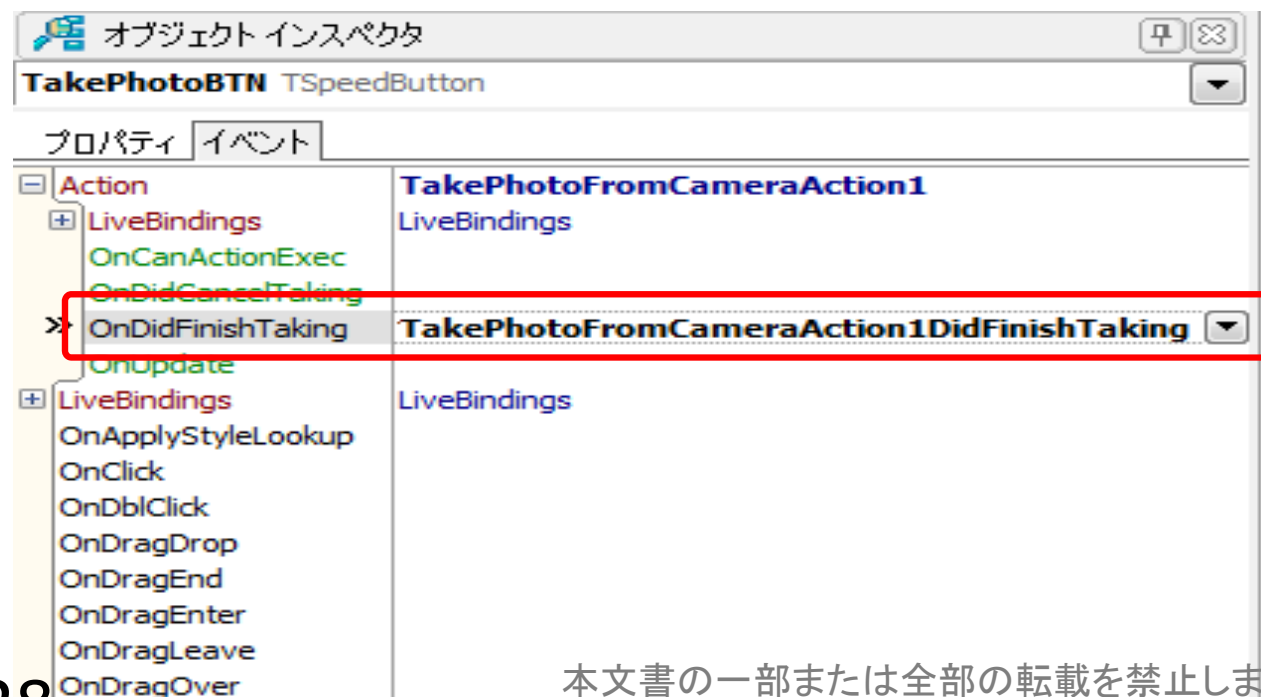 オブジェクト インスペクタ
TakePhotoBTN TSpeedButton
プロパティ イベント
Action TakePhotoFromCameraAction1
LiveBindings LiveBindings
OnCanActionExec
OnDidCancelTaking
OnDidFinishTaking TakePhotoFromCameraAction1DidFinishTaking
OnUpdate
LiveBindings LiveBindings
OnApplyStyleLookup
OnClick
OnDblClick
OnDragDrop
OnDragEnd
OnDragEnter
OnDragLeave
OnDragOver
本文書の一部または全部の転載を禁止しま